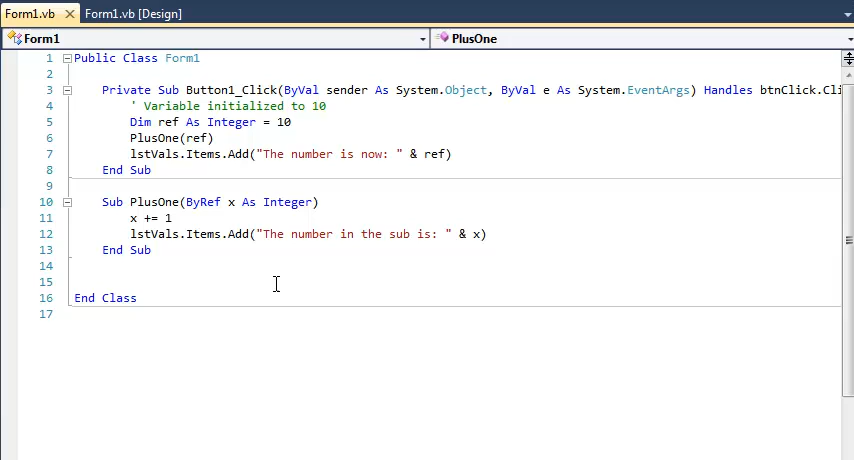 Form1.vb X Form1.vb [Design]
Form1 PlusOne
1 Public Class Form1
2
3 Private Sub Button1_Click(ByVal sender As System.Object, ByVal e As System.EventArgs) Handles btnClick.Cli
4 ' Variable initialized to 10
5 Dim ref As Integer = 10
6 PlusOne(ref)
7 lstVals.Items.Add("The number is now: " & ref)
8 End Sub
9
10 Sub PlusOne(ByRef x As Integer)
11 x += 1
12 lstVals.Items.Add("The number in the sub is: " & x)
13 End Sub
14
15
16 End Class
17